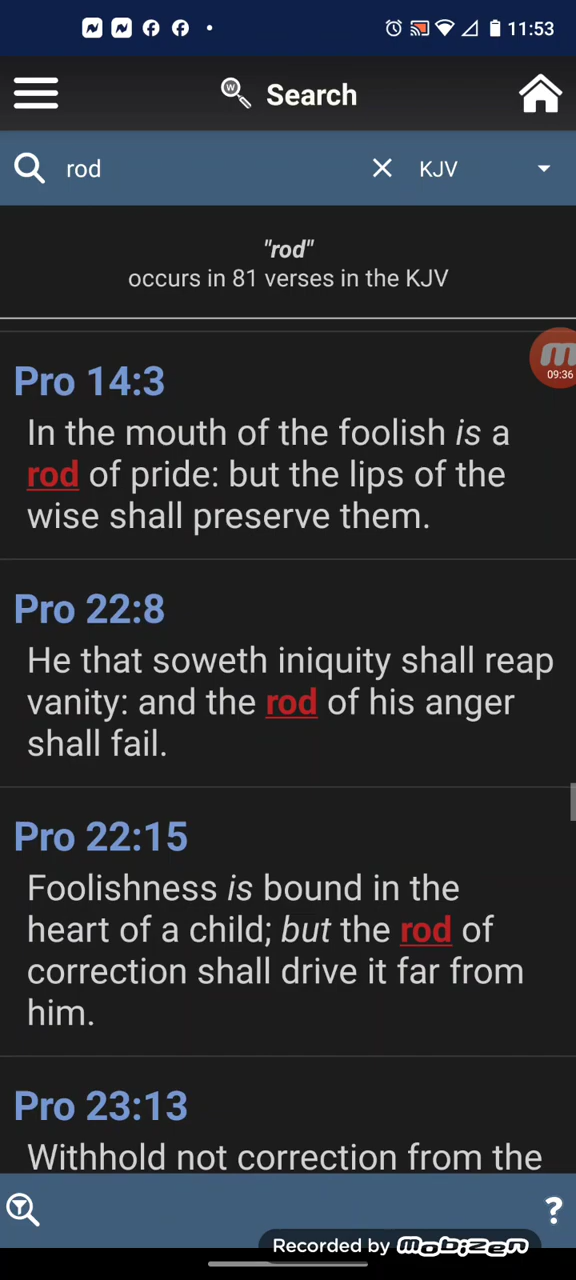 11:53
Search
rod KJV
"rod"
occurs in 81 verses in the KJV
09:36
Pro 14:3
In the mouth of the foolish is a
rod of pride: but the lips of the
wise shall preserve them.
Pro 22:8
He that soweth iniquity shall reap
vanity: and the rod of his anger
shall fail.
Pro 22:15
Foolishness is bound in the
heart of a child; but the rod of
correction shall drive it far from
him.
Pro 23:13
Withhold not correction from the
?
Recorded by mobizen